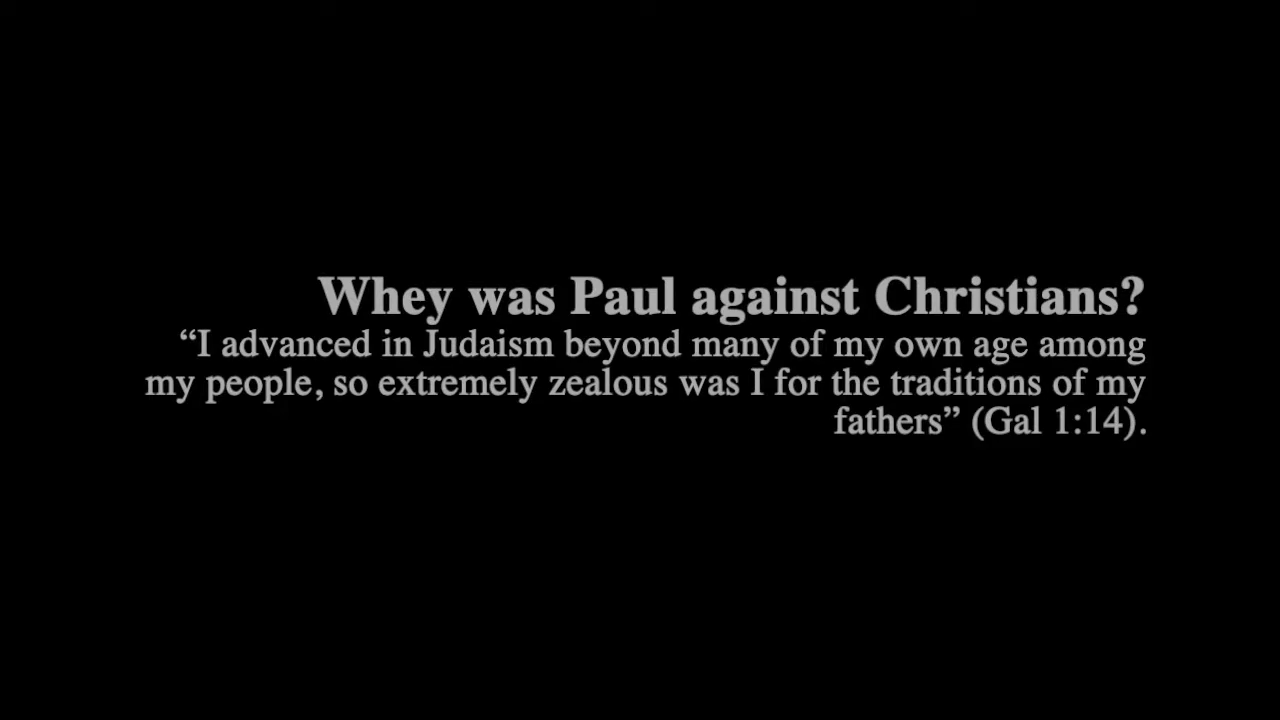 Whey was Paul against Christians?
“I advanced in Judaism beyond many of my own age among
my people, so extremely zealous was I for the traditions of my
fathers” (Gal 1:14).